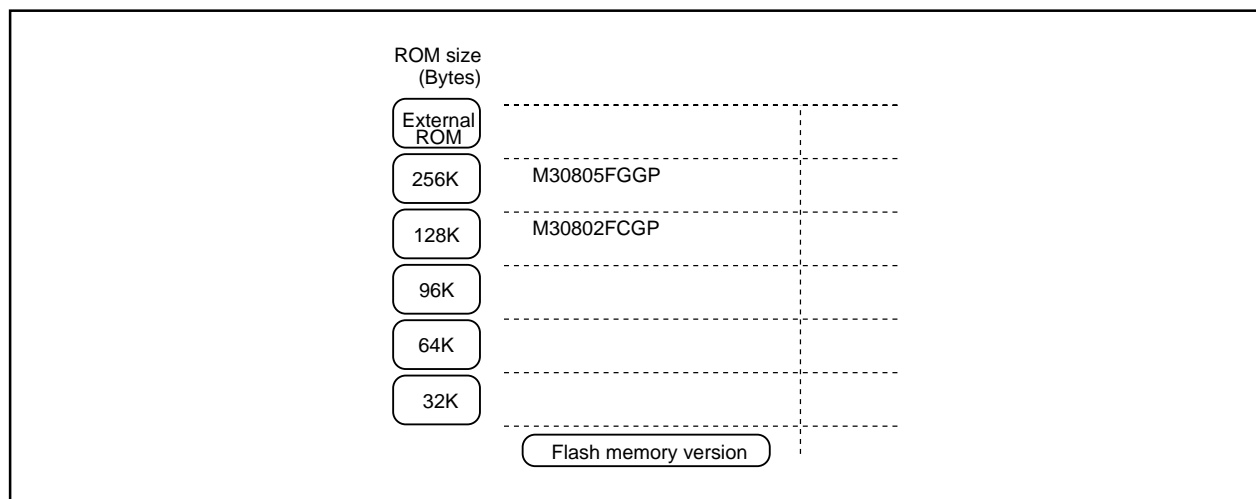 ROM size
(Bytes)
External
ROM
256K
M30805FGGP
128K
M30802FCGP
96K
64K
32K
Flash memory version